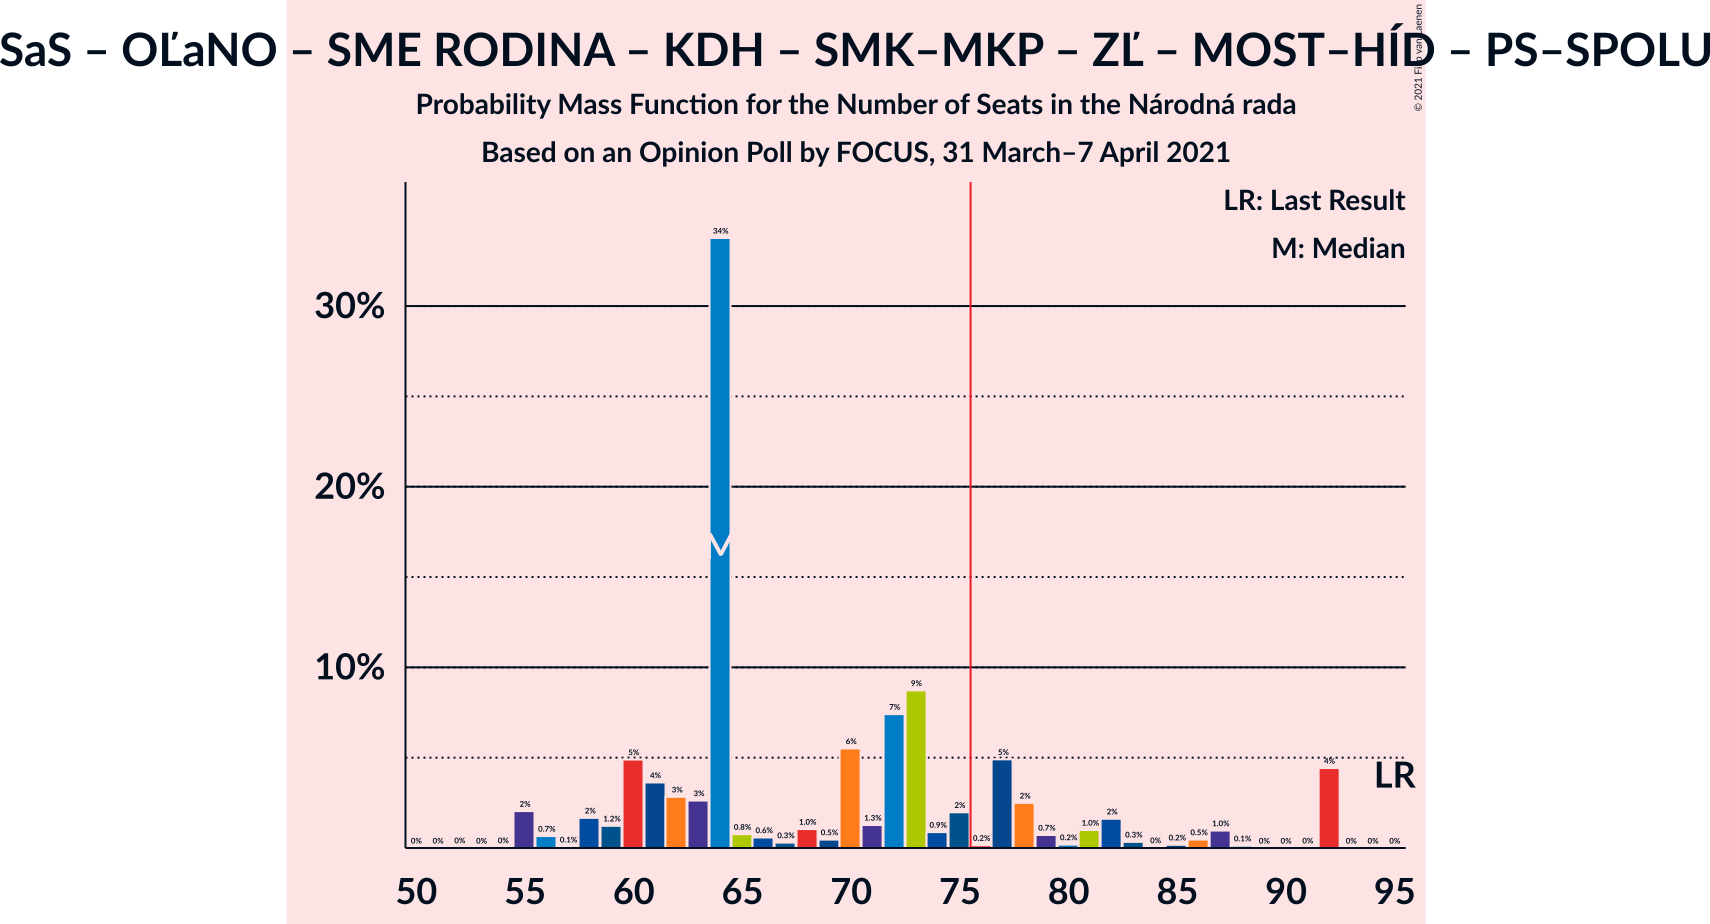 SaS – OĽaNO – SME RODINA – KDH – SMK–MKP – ZĽ – MOST–HÍD – PS–SPOLU
© 2021 Filip van Laenen
Probability Mass Function for the Number of Seats in the Národná rada
Based on an Opinion Poll by FOCUS, 31 March–7 April 2021
LR: Last Result
M: Median
34%
30%
20%
10%
0% 0% 0% 0% 0% 2% 0.7% 0.1% 2% 1.2% 5% 4% 3% 3% 0.8% 0.6% 0.3% 1.0% 0.5% 6% 1.3% 7% 9% 0.9% 2% 0.2% 5% 2% 0.7% 0.2% 1.0% 2% 0.3% 0% 0.2% 0.5% 1.0% 0.1% 0% 0% 0% 4% 0% 0% 0%
LR
50 55 60 65 70 75 80 85 90 95